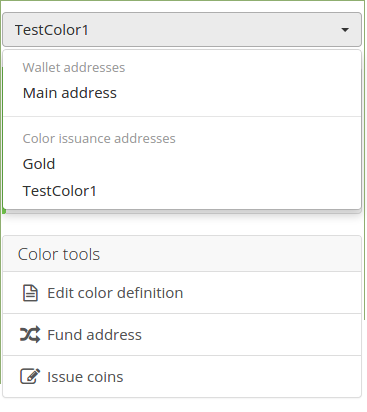 TestColor1
Wallet addresses
Main address
Color issuance addresses
Gold
TestColor1
Color tools
Edit color definition
Fund address
Issue coins